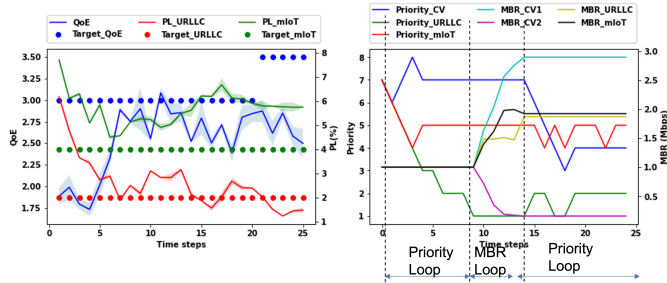 QoE PL_URLLC PL_mIoT
Target_QoE Target_URLLC Target_mIoT
3.50
3.25
3.00
2.75
2.50
2.25
2.00
1.75
QoE
8
7
6
5
4
3
2
1
PL(%)
0 5 10 15 20 25
Time steps
Priority_CV MBR_CV1 MBR_URLLC
Priority_URLLC MBR_CV2 MBR_mIoT
Priority_mIoT
8
7
6
5
4
3
2
1
Priority
3.0
2.5
2.0
1.5
1.0
0.5
MBR (Mbps)
0 5 10 15 20 25
Time steps
Priority
Loop
MBR
Loop
Priority
Loop